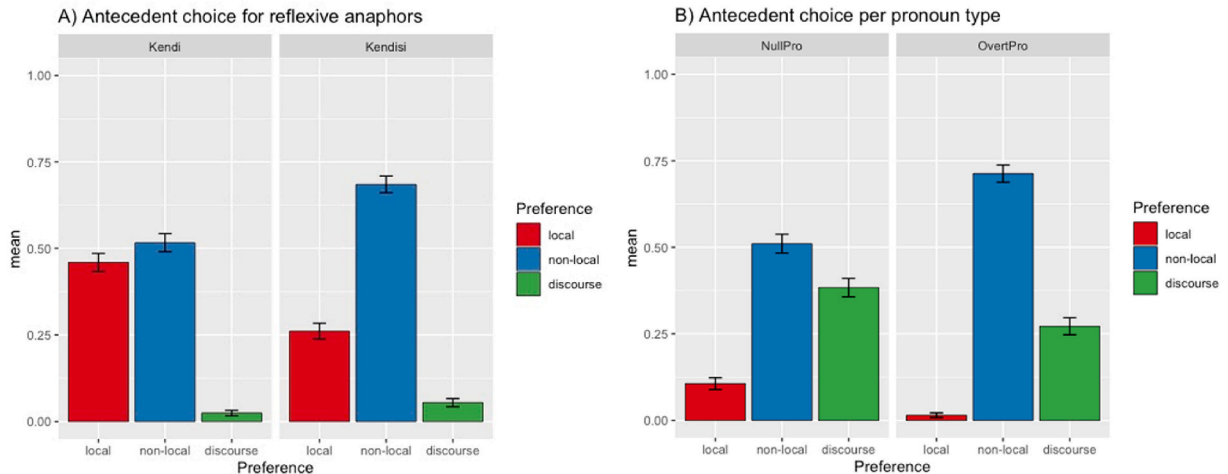 A) Antecedent choice for reflexive anaphors
Kendi
Kendisi
1.00
0.75
0.50
0.25
0.00
mean
local
non-local
discourse
local
non-local
discourse
Preference
Preference
local
non-local
discourse
B) Antecedent choice per pronoun type
NullPro
OvertPro
1.00
0.75
0.50
0.25
0.00
mean
local
non-local
discourse
local
non-local
discourse
Preference
Preference
local
non-local
discourse